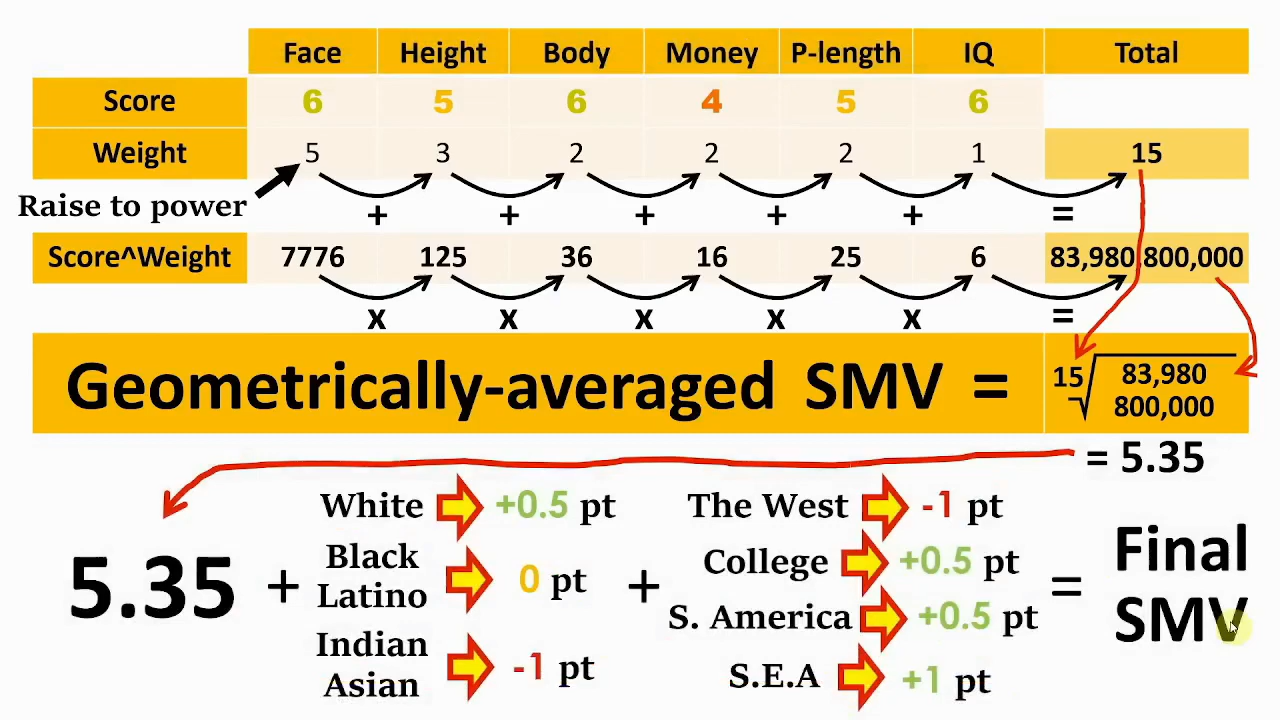 Face Height Body Money P-length IQ Total
Score 6 5 6 4 5 6
Weight 5 3 2 2 2 1 15
Raise to power
+ + + + + =
Score^Weight 7776 125 36 16 25 6 83,980,800,000
x x x x x =
Geometrically-averaged SMV = 15√ 83,980
800,000
= 5.35
White +0.5 pt The West -1 pt
Black
Latino 0 pt College +0.5 pt
5.35 + + = Final
SMV
S. America +0.5 pt
Indian
Asian -1 pt S.E.A +1 pt